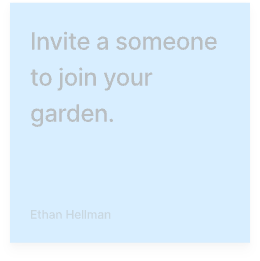 Invite a someone
to join your
garden.
Ethan Hellman